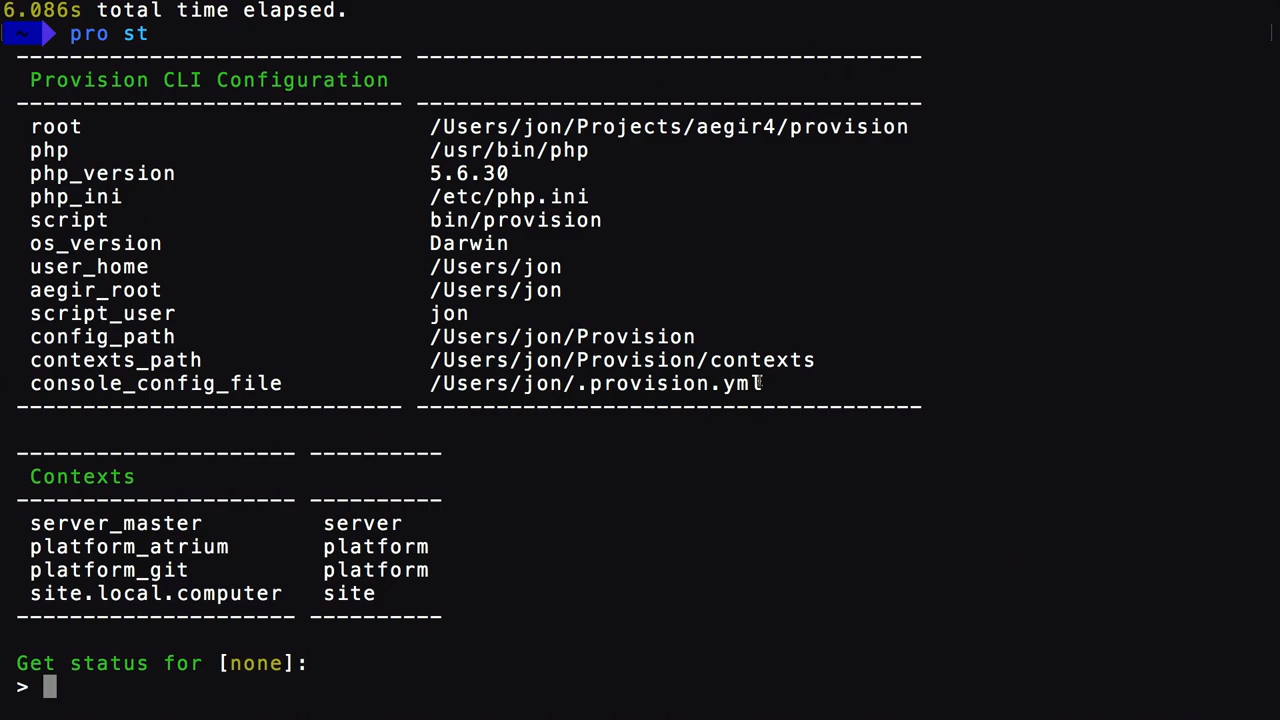 6.086s total time elapsed.
~ pro st
------------------------------ ---------------------------------------
Provision CLI Configuration
------------------------------ ---------------------------------------
root /Users/jon/Projects/aegir4/provision
php /usr/bin/php
php_version 5.6.30
php_ini /etc/php.ini
script bin/provision
os_version Darwin
user_home /Users/jon
aegir_root /Users/jon
script_user jon
config_path /Users/jon/Provision
contexts_path /Users/jon/Provision/contexts
console_config_file /Users/jon/.provision.yml
------------------------------ ---------------------------------------
--------------------- ----------
Contexts
--------------------- ----------
server_master server
platform_atrium platform
platform_git platform
site.local.computer site
--------------------- ----------
Get status for [none]:
>